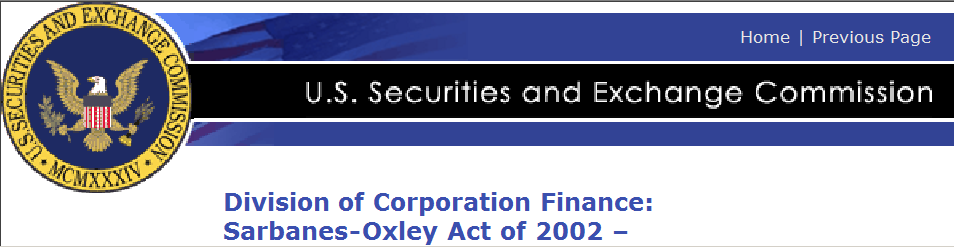 U.S. SECURITIES AND EXCHANGE COMMISSION
MCMXXXIV
Home | Previous Page
U.S. Securities and Exchange Commission
Division of Corporation Finance:
Sarbanes-Oxley Act of 2002 –